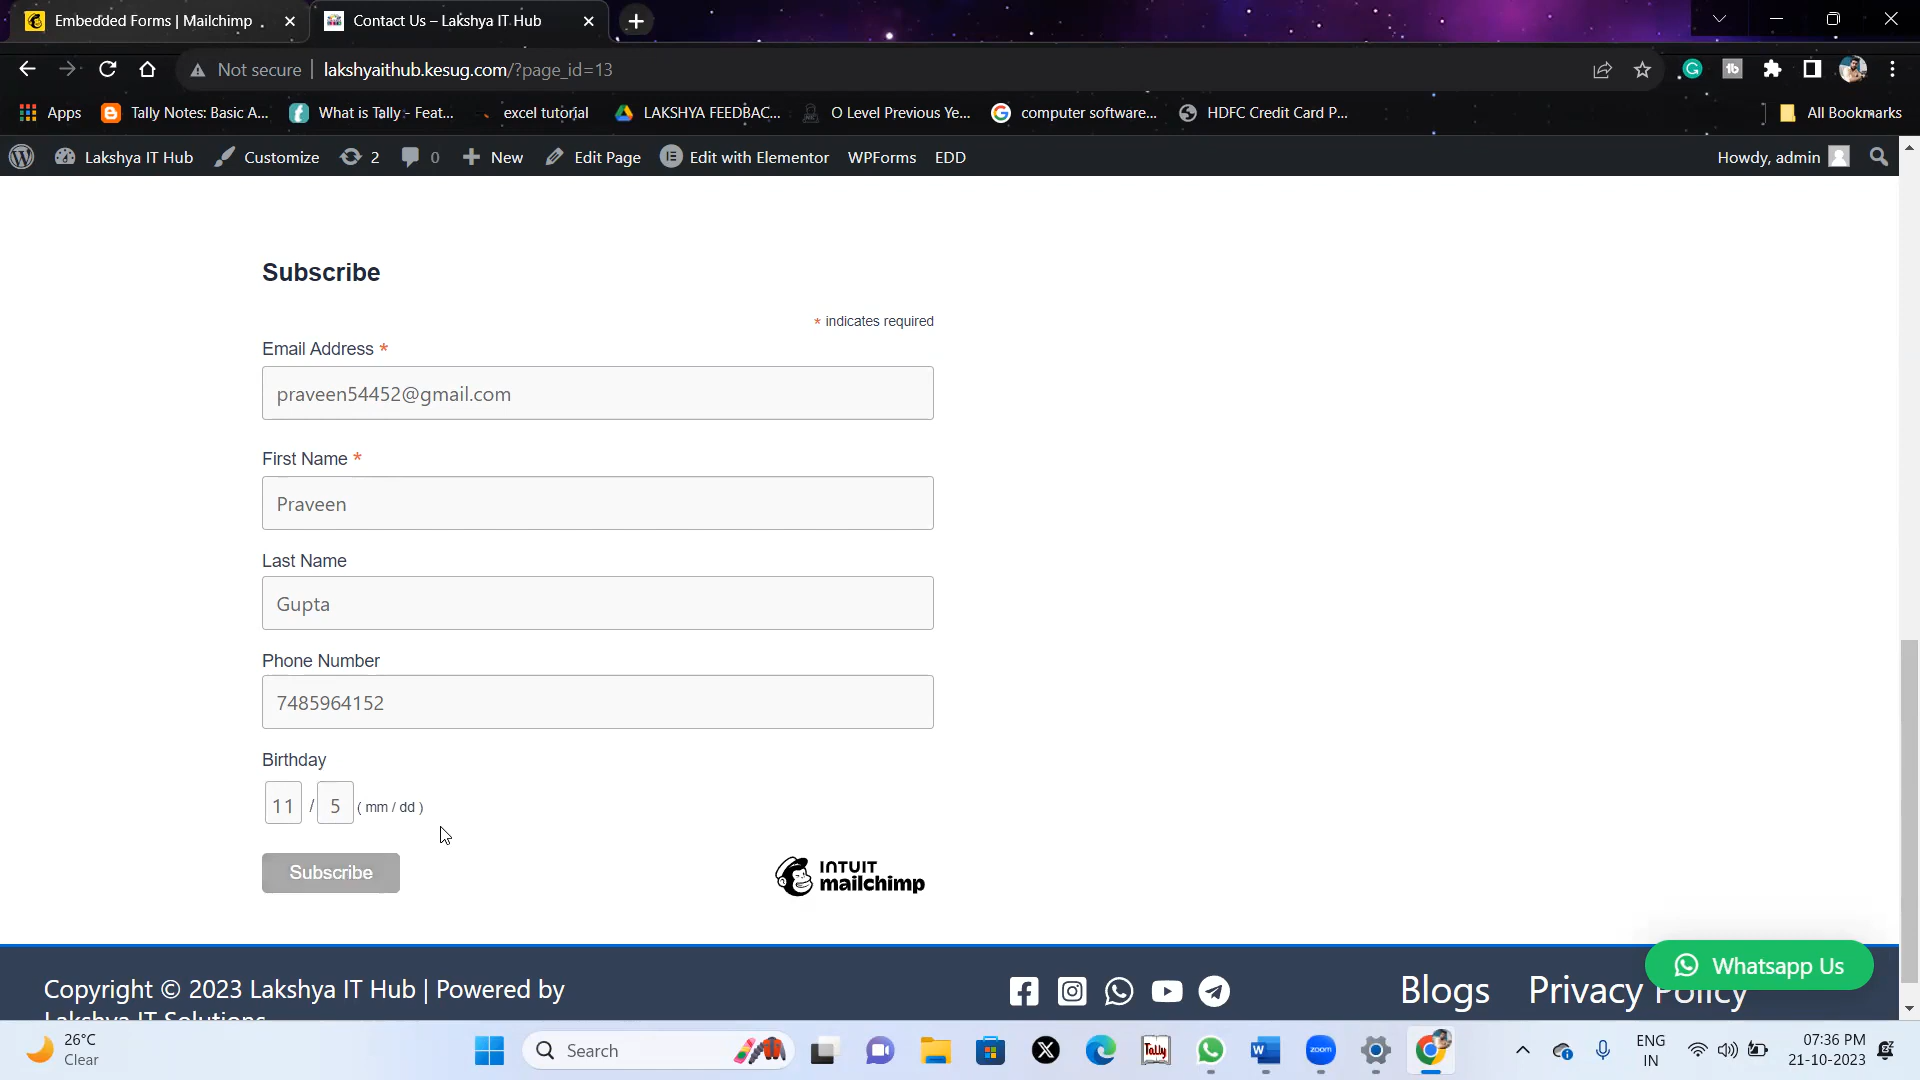 Embedded Forms | Mailchimp
Contact Us – Lakshya IT Hub
Not secure
lakshyaithub.kesug.com/?page_id=13
Apps
Tally Notes: Basic A...
What is Tally - Feat...
excel tutorial
LAKSHYA FEEDBAC...
O Level Previous Ye...
computer software...
HDFC Credit Card P...
All Bookmarks
Lakshya IT Hub
Customize
2
0
New
Edit Page
Edit with Elementor
WPForms
EDD
Howdy, admin
Subscribe
* indicates required
Email Address *
praveen54452@gmail.com
First Name *
Praveen
Last Name
Gupta
Phone Number
7485964152
Birthday
11 / 5 ( mm / dd )
Subscribe
INTUIT
mailchimp
Whatsapp Us
Copyright © 2023 Lakshya IT Hub | Powered by
Lakshya IT Solutions
Blogs
Privacy Policy
26°C
Clear
Search
Tally
zoom
ENG
IN
07:36 PM
21-10-2023